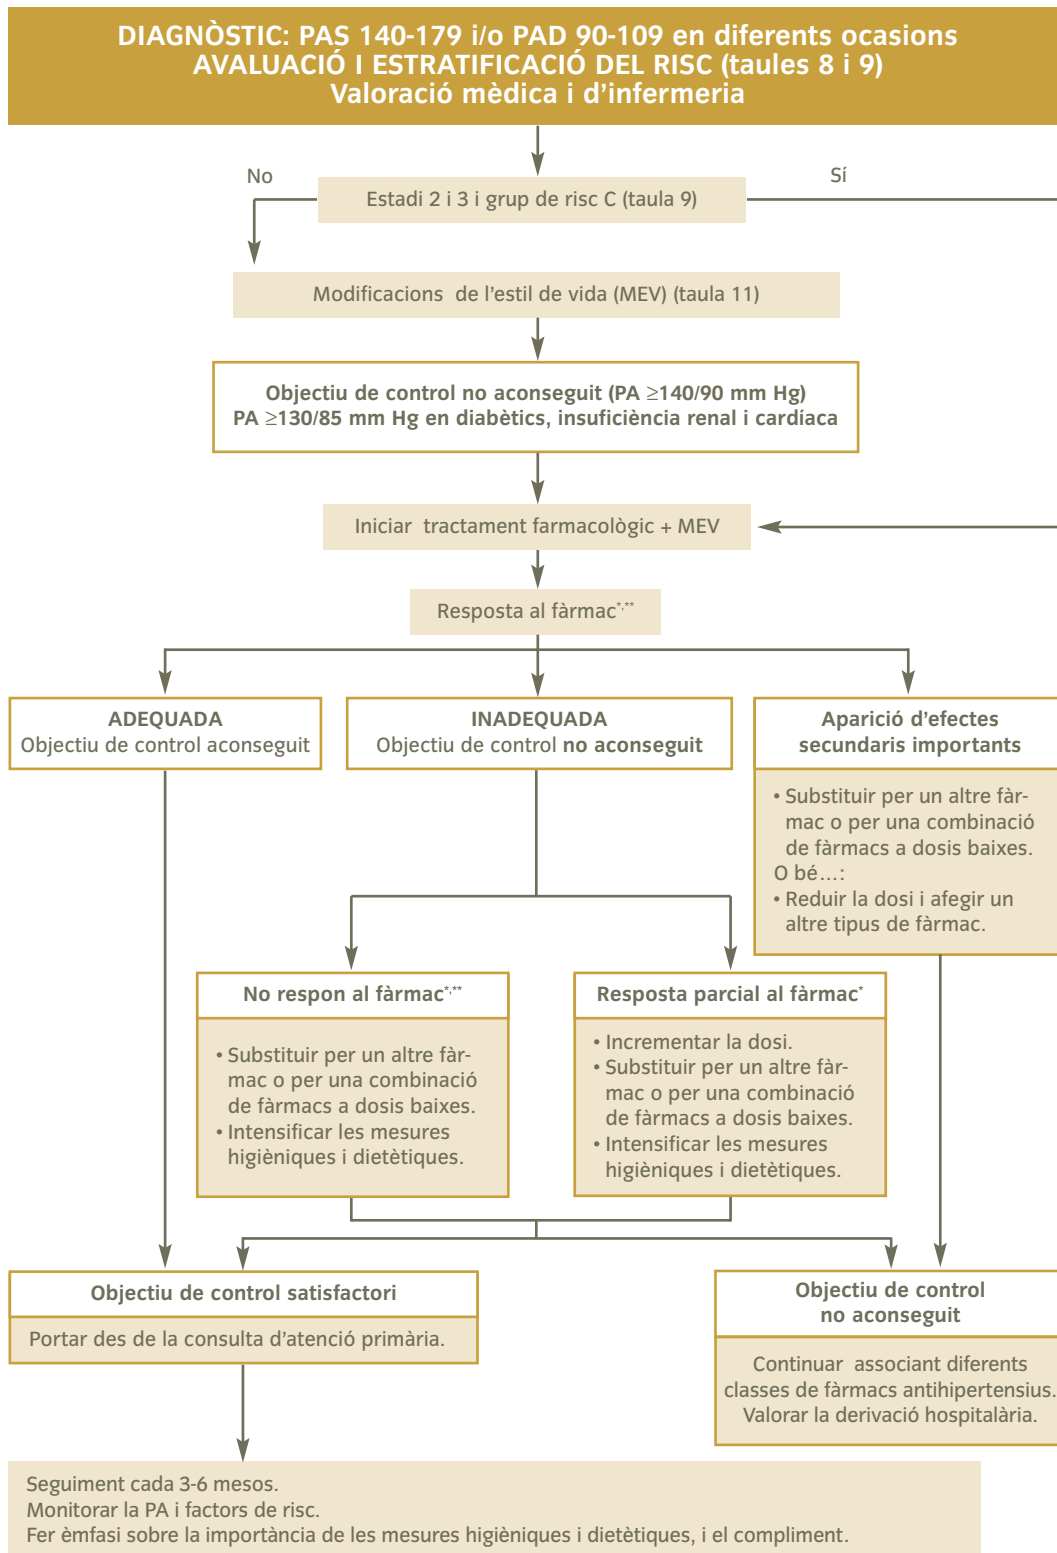 DIAGNÒSTIC: PAS 140-179 i/o PAD 90-109 en diferents ocasions
AVALUACIÓ I ESTRATIFICACIÓ DEL RISC (taules 8 i 9)
Valoració mèdica i d’infermeria
No
Sí
Estadi 2 i 3 i grup de risc C (taula 9)
Modificacions de l’estil de vida (MEV) (taula 11)
Objectiu de control no aconseguit (PA ≥140/90 mm Hg)
PA ≥130/85 mm Hg en diabètics, insuficiència renal i cardíaca
Iniciar tractament farmacològic + MEV
Resposta al fàrmac*,**
ADEQUADA
Objectiu de control aconseguit
INADEQUADA
Objectiu de control no aconseguit
Aparició d’efectes
secundaris importants
• Substituir per un altre fàr-
mac o per una combinació
de fàrmacs a dosis baixes.
O bé...:
• Reduir la dosi i afegir un
altre tipus de fàrmac.
No respon al fàrmac*,**
• Substituir per un altre fàr-
mac o per una combinació
de fàrmacs a dosis baixes.
• Intensificar les mesures
higièniques i dietètiques.
Resposta parcial al fàrmac*
• Incrementar la dosi.
• Substituir per un altre fàr-
mac o per una combinació
de fàrmacs a dosis baixes.
• Intensificar les mesures
higièniques i dietètiques.
Objectiu de control satisfactori
Portar des de la consulta d’atenció primària.
Objectiu de control
no aconseguit
Continuar associant diferents
classes de fàrmacs antihipertensius.
Valorar la derivació hospitalària.
Seguiment cada 3-6 mesos.
Monitorar la PA i factors de risc.
Fer èmfasi sobre la importància de les mesures higièniques i dietètiques, i el compliment.